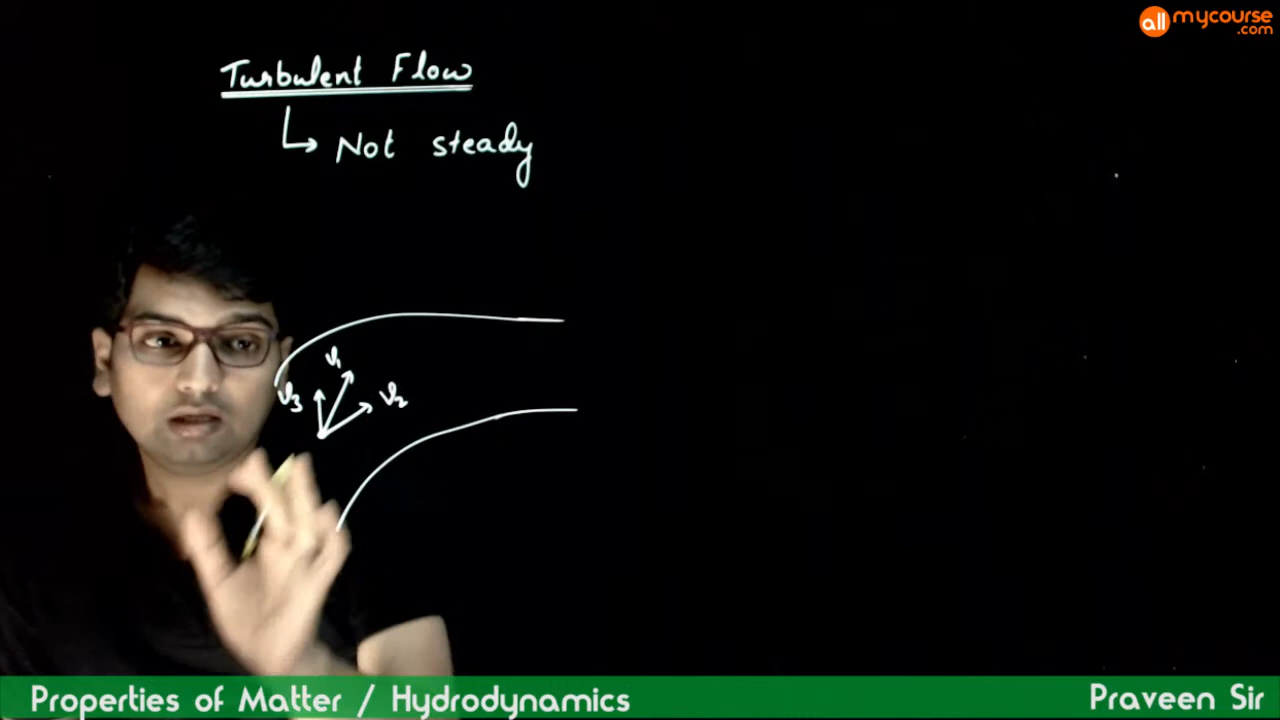 all mycourse
.com
Turbulent Flow
↳ Not steady
v1
v3
v2
Properties of Matter / Hydrodynamics
Praveen Sir